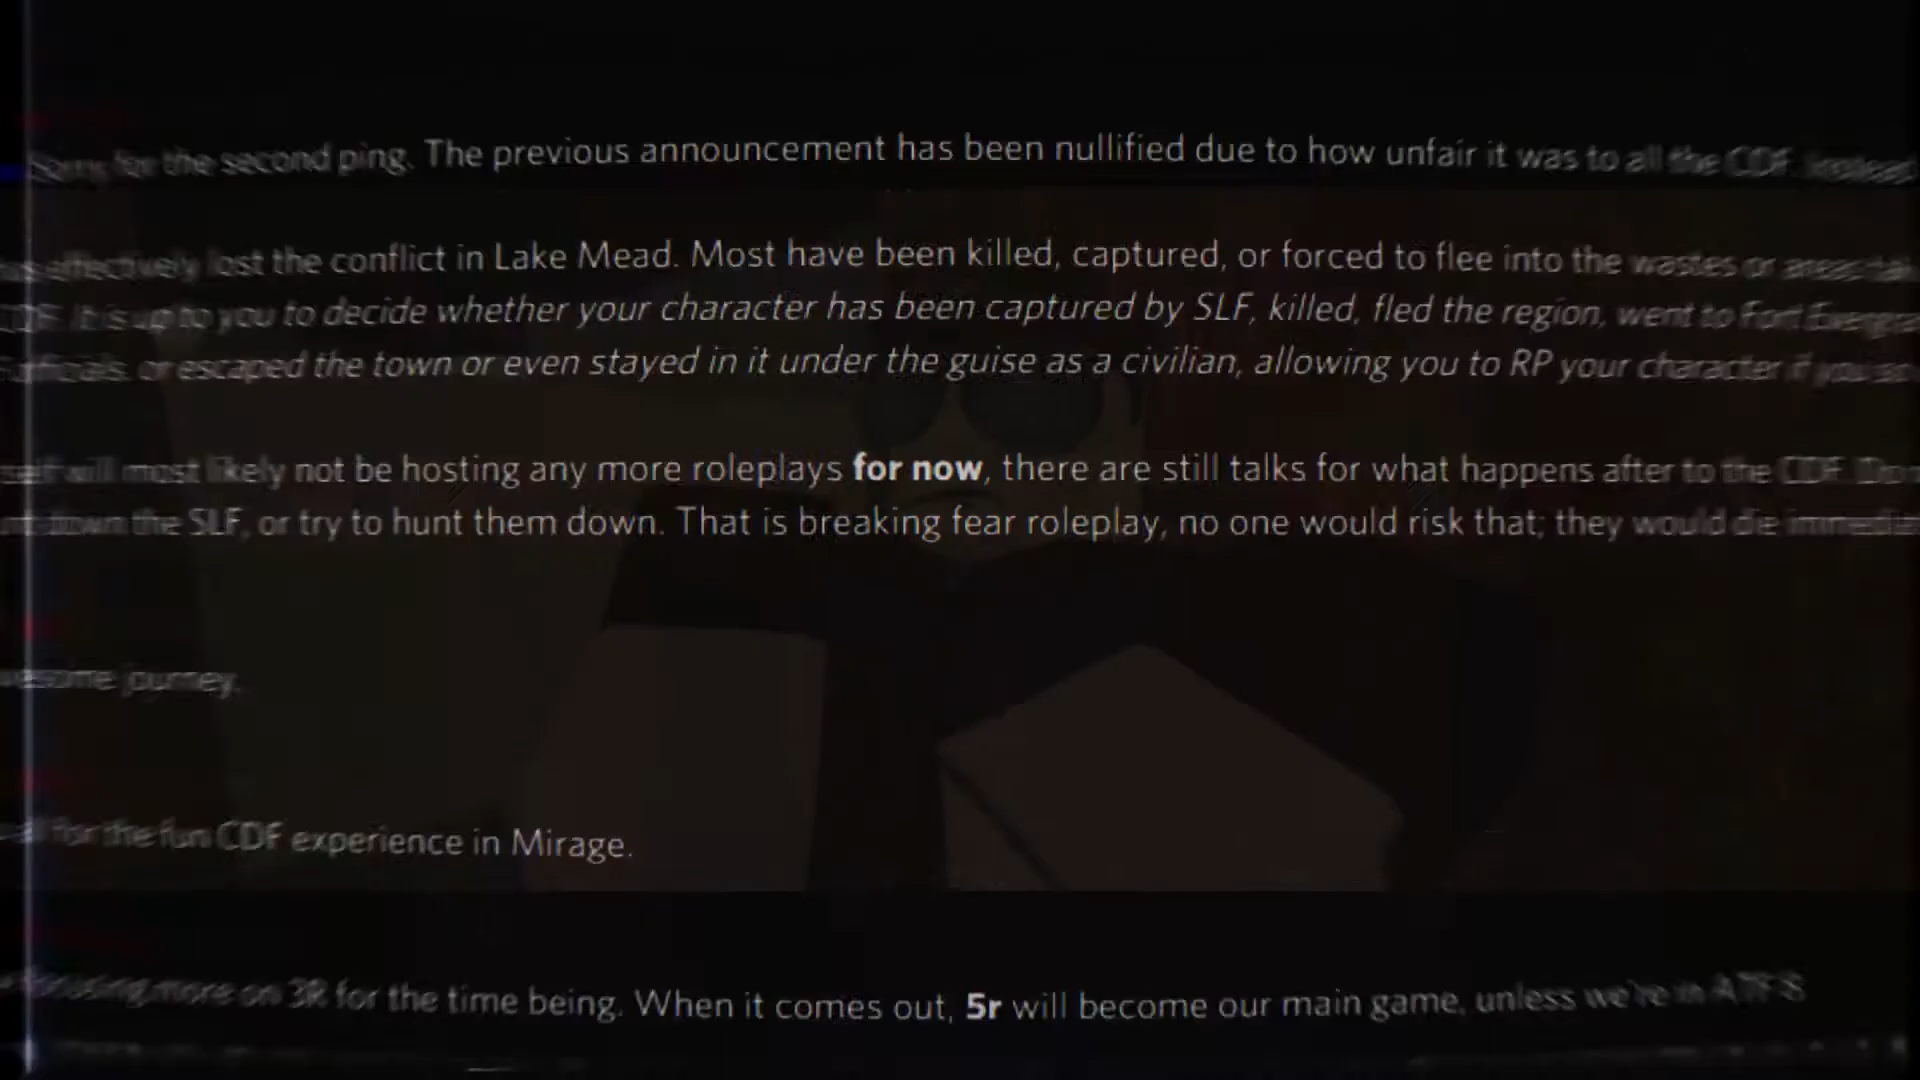 Sorry for the second ping. The previous announcement has been nullified due to how unfair it was to all the CDF. Instead
effectively lost the conflict in Lake Mead. Most have been killed, captured, or forced to flee into the wastes or areas
CDF. It is up to you to decide whether your character has been captured by SLF, killed, fled the region, went to Fort
officials, or escaped the town or even stayed in it under the guise as a civilian, allowing you to RP your character if you so
self will most likely not be hosting any more roleplays for now, there are still talks for what happens after to the CDF. Do
down the SLF, or try to hunt them down. That is breaking fear roleplay, no one would risk that; they would die
journey.
for the fun CDF experience in Mirage.
focusing more on 3R for the time being. When it comes out, 5r will become our main game, unless we're in